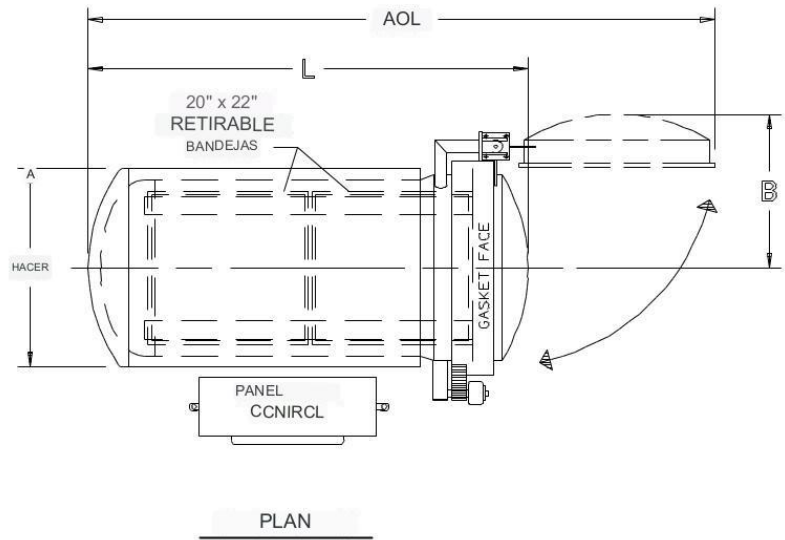 AOL
L
20" x 22"
RETIRABLE
BANDEJAS
A
HACER
B
GASKET FACE
PANEL
CCNIRCL
PLAN